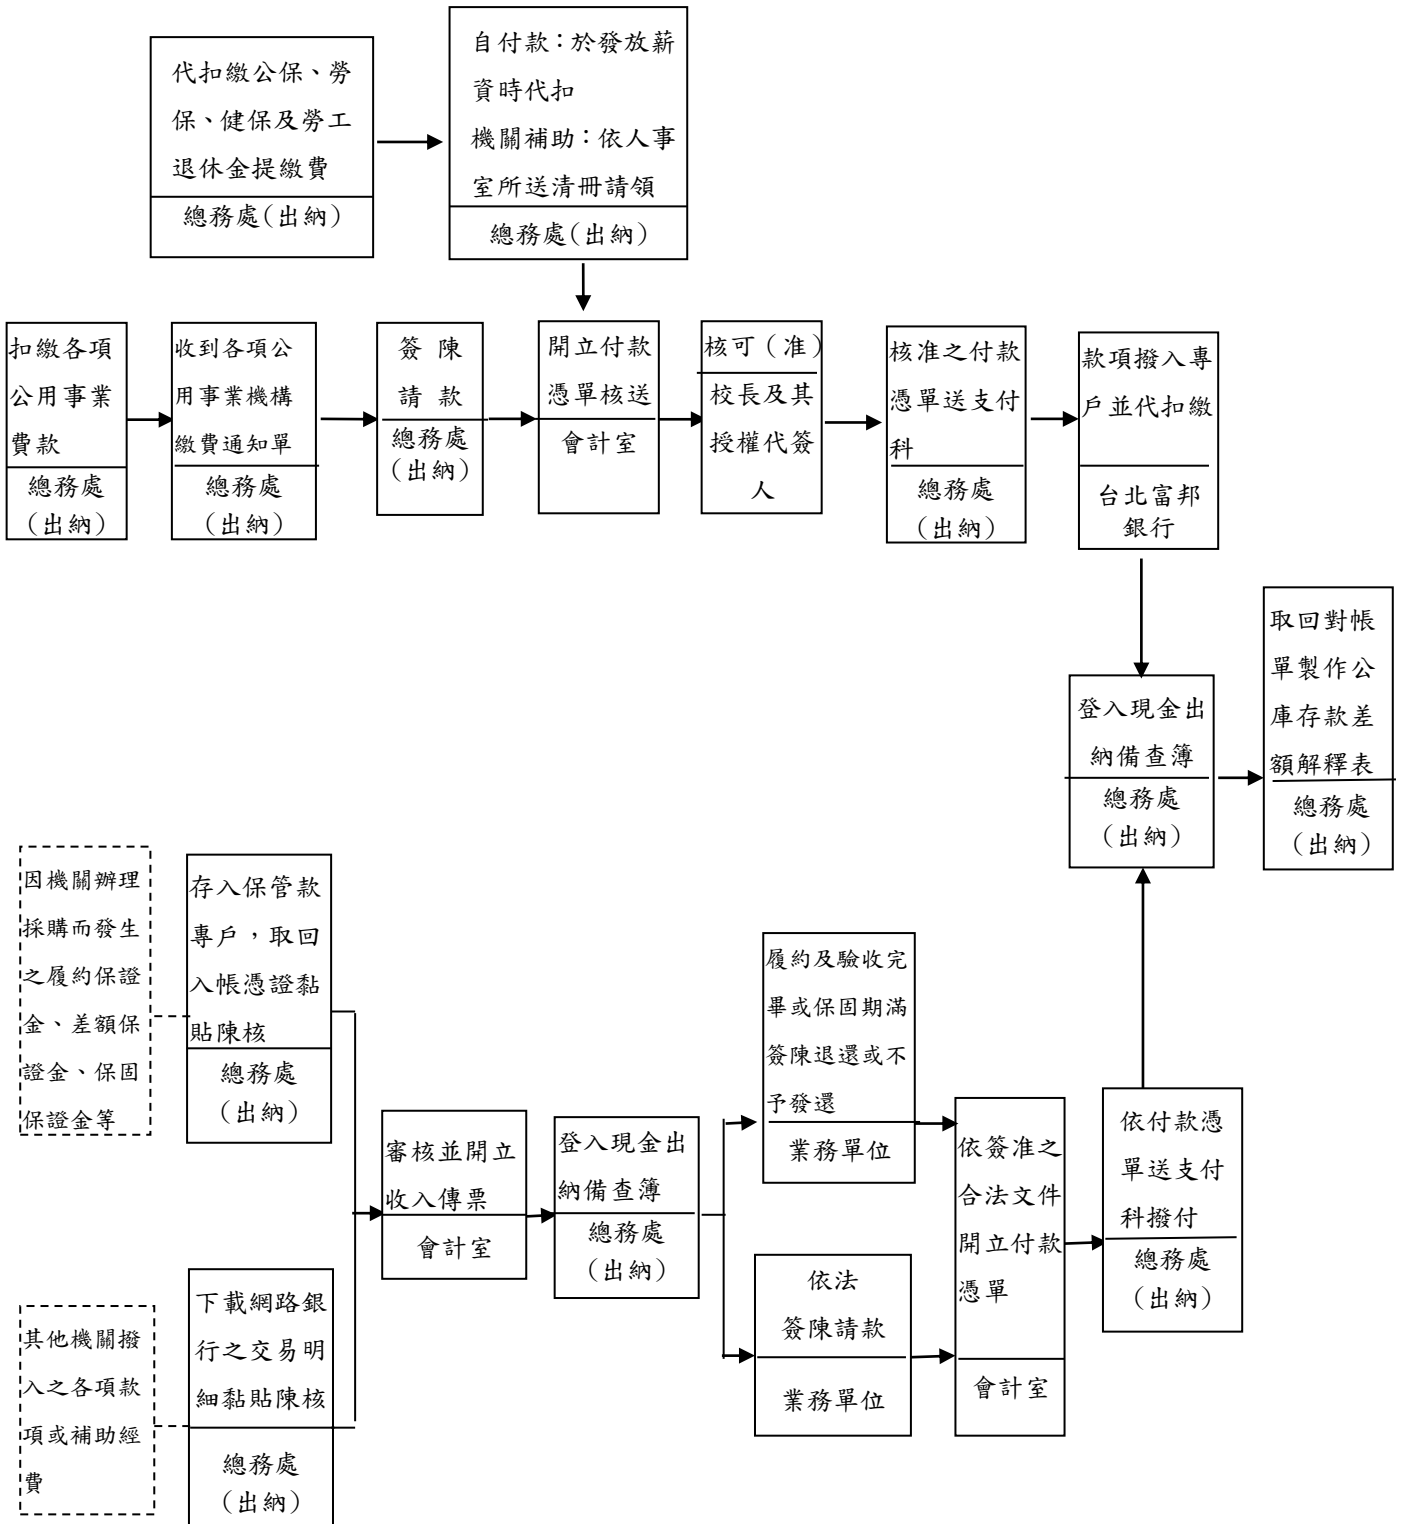 代扣繳公保、勞
保、健保及勞工
退休金提繳費
總務處(出納)
自付款：於發放薪
資時代扣
機關補助：依人事
室所送清冊請領
總務處(出納)
扣繳各項
公用事業
費款
總務處
(出納)
收到各項公
用事業機構
繳費通知單
總務處
(出納)
簽 陳
請 款
總務處
(出納)
開立付款
憑單核送
會計室
核可（准）
校長及其
授權代簽
人
核准之付款
憑單送支付
科
總務處
(出納)
款項撥入專
戶並代扣繳
台北富邦
銀行
登入現金出
納備查簿
總務處
(出納)
取回對帳
單製作公
庫存款差
額解釋表
總務處
(出納)
因機關辦理
採購而發生
之履約保證
金、差額保
證金、保固
保證金等
存入保管款
專戶，取回
入帳憑證黏
貼陳核
總務處
(出納)
審核並開立
收入傳票
會計室
登入現金出
納備查簿
總務處
(出納)
履約及驗收完
畢或保固期滿
簽陳退還或不
予發還
業務單位
依法
簽陳請款
業務單位
依簽准之
合法文件
開立付款
憑單
會計室
依付款憑
單送支付
科撥付
總務處
(出納)
其他機關撥
入之各項款
項或補助經
費
下載網路銀
行之交易明
細黏貼陳核
總務處
(出納)